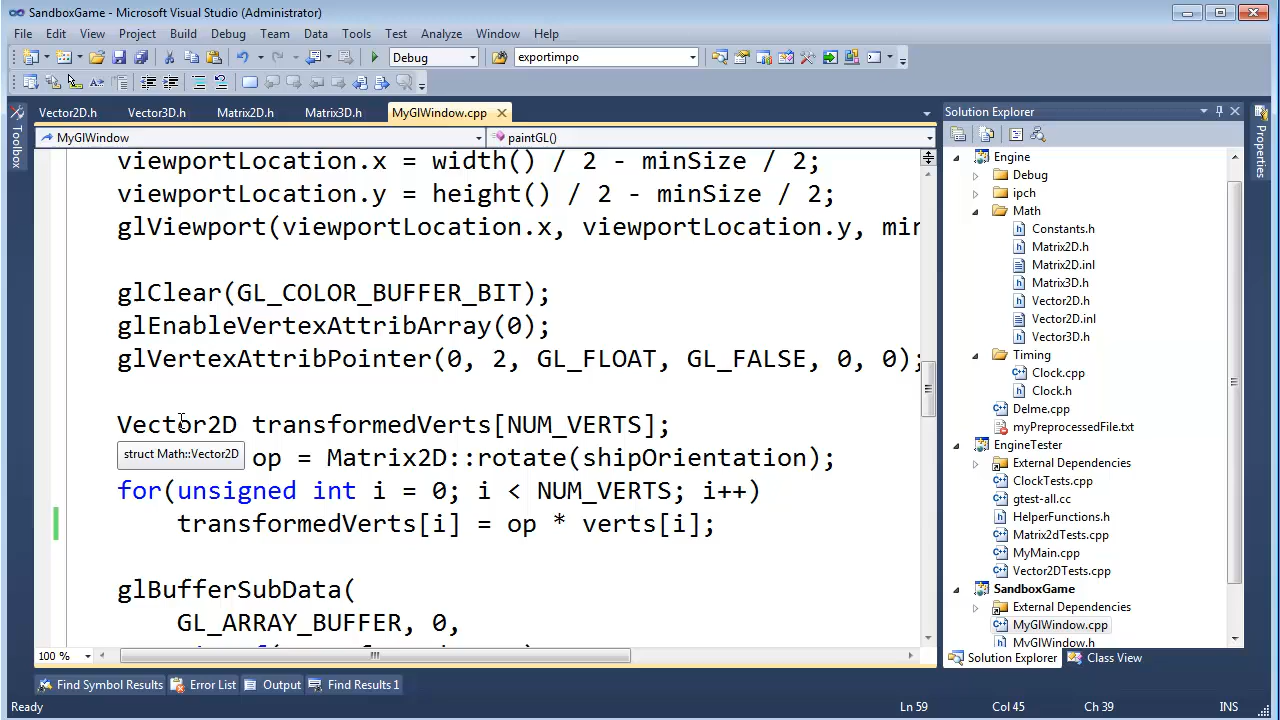 SandboxGame - Microsoft Visual Studio (Administrator)
File Edit View Project Build Debug Team Data Tools Test Analyze Window Help
Debug exportimpo
Vector2D.h Vector3D.h Matrix2D.h Matrix3D.h MyGlWindow.cpp
MyGlWindow paintGL()
viewportLocation.x = width() / 2 - minSize / 2;
viewportLocation.y = height() / 2 - minSize / 2;
glViewport(viewportLocation.x, viewportLocation.y, min
glClear(GL_COLOR_BUFFER_BIT);
glEnableVertexAttribArray(0);
glVertexAttribPointer(0, 2, GL_FLOAT, GL_FALSE, 0, 0);
Vector2D transformedVerts[NUM_VERTS];
struct Math::Vector2D
op = Matrix2D::rotate(shipOrientation);
for(unsigned int i = 0; i < NUM_VERTS; i++)
transformedVerts[i] = op * verts[i];
glBufferSubData(
GL_ARRAY_BUFFER, 0,
100 %
Toolbox
Solution Explorer
Engine
Debug
ipch
Math
Constants.h
Matrix2D.h
Matrix2D.inl
Matrix3D.h
Vector2D.h
Vector2D.inl
Vector3D.h
Timing
Clock.cpp
Clock.h
Delme.cpp
myPreprocessedFile.txt
EngineTester
External Dependencies
ClockTests.cpp
gtest-all.cc
HelperFunctions.h
Matrix2dTests.cpp
MyMain.cpp
Vector2DTests.cpp
SandboxGame
External Dependencies
MyGlWindow.cpp
MyGlWindow.h
Solution Explorer Class View
Properties
Find Symbol Results Error List Output Find Results 1
Ready Ln 59 Col 45 Ch 39 INS